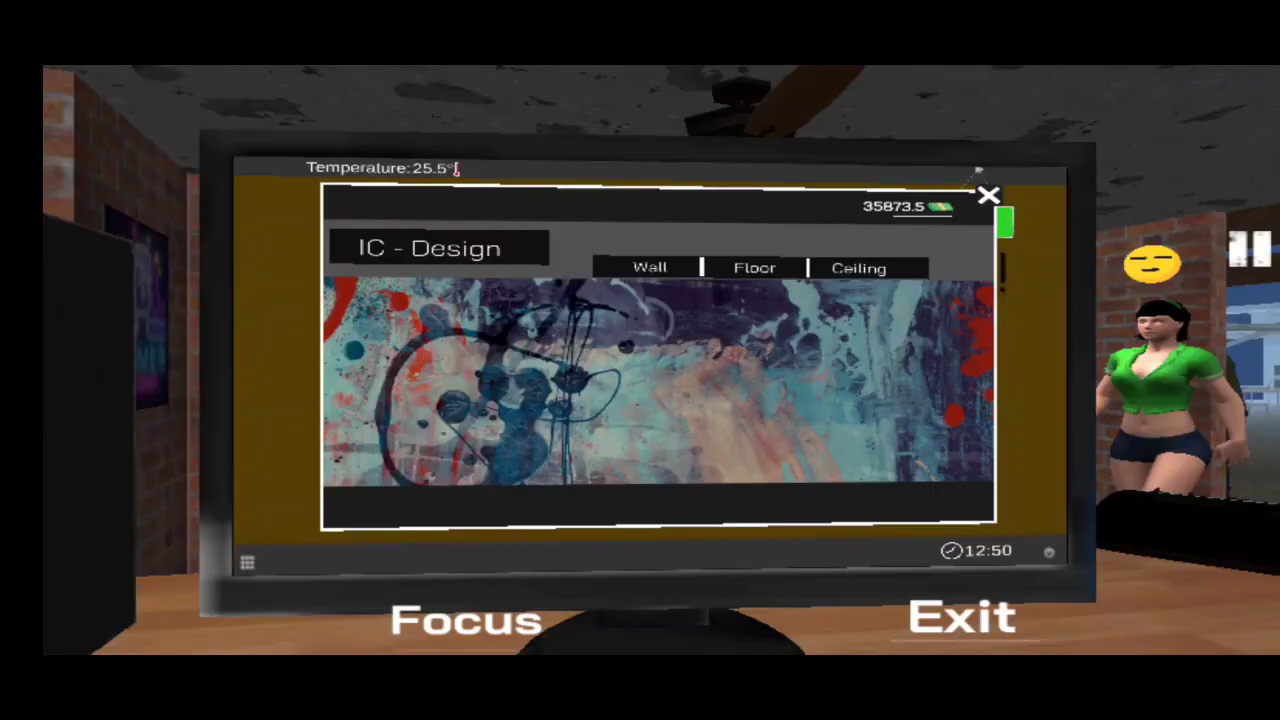 Temperature: 25.5°
35873.5
IC - Design
Wall Floor Ceiling
12:50
Focus Exit